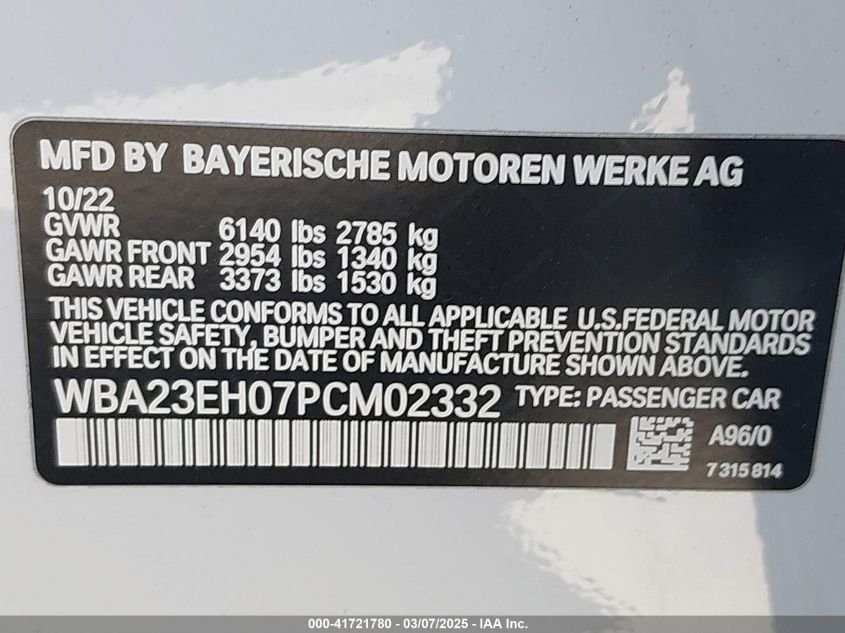 MFD BY BAYERISCHE MOTOREN WERKE AG
10/22
GVWR 6140 lbs 2785 kg
GAWR FRONT 2954 lbs 1340 kg
GAWR REAR 3373 lbs 1530 kg
THIS VEHICLE CONFORMS TO ALL APPLICABLE U.S.FEDERAL MOTOR
VEHICLE SAFETY, BUMPER AND THEFT PREVENTION STANDARDS
IN EFFECT ON THE DATE OF MANUFACTURE SHOWN ABOVE.
WBA23EH07PCM02332 TYPE: PASSENGER CAR
A96/0
7 315 814
000-41721780 - 03/07/2025 - IAA Inc.